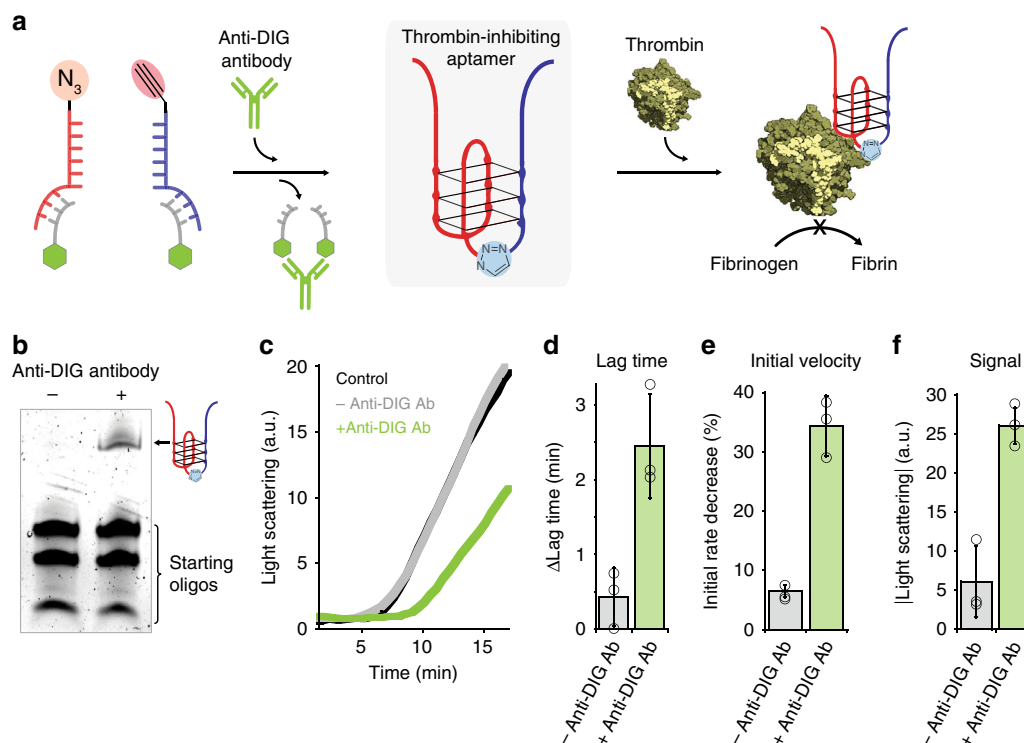 a
N3
Anti-DIG
antibody
Thrombin-inhibiting
aptamer
N=N
N
Thrombin
N=N
Fibrinogen
X
Fibrin
b
Anti-DIG antibody
–
+
Starting
oligos
c
Light scattering (a.u.)
20
15
10
5
0
Control
– Anti-DIG Ab
+Anti-DIG Ab
5
10
15
Time (min)
d
Lag time
ΔLag time (min)
3
2
1
0
– Anti-DIG Ab
+ Anti-DIG Ab
e
Initial velocity
Initial rate decrease (%)
40
30
20
10
0
– Anti-DIG Ab
+ Anti-DIG Ab
f
Signal
|Light scattering| (a.u.)
30
25
20
15
10
5
0
– Anti-DIG Ab
+ Anti-DIG Ab